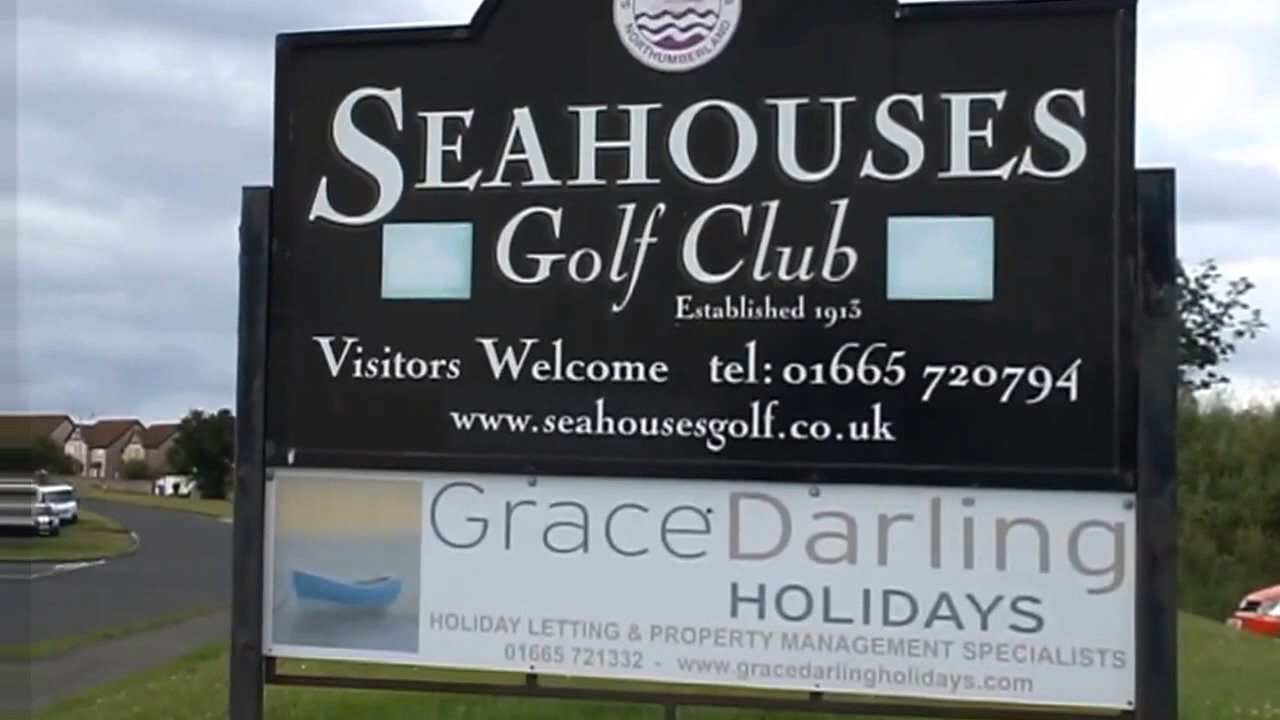 NORTHUMBERLAND
SEAHOUSES
Golf Club
Established 1913
Visitors Welcome tel: 01665 720794
www.seahousesgolf.co.uk
GraceDarling
HOLIDAYS
HOLIDAY LETTING & PROPERTY MANAGEMENT SPECIALISTS
01665 721332 - www.gracedarlingholidays.com